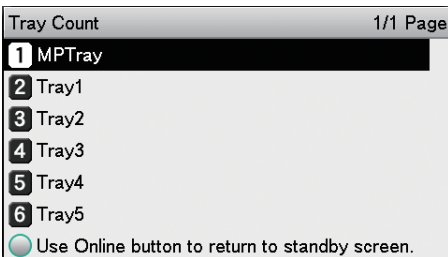 Tray Count 1/1 Page
1 MPTray
2 Tray1
3 Tray2
4 Tray3
5 Tray4
6 Tray5
Use Online button to return to standby screen.